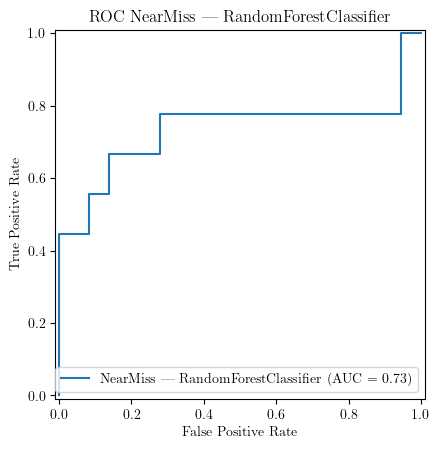 ROC NearMiss — RandomForestClassifier
True Positive Rate
1.0
0.8
0.6
0.4
0.2
0.0
NearMiss — RandomForestClassifier (AUC = 0.73)
0.0 0.2 0.4 0.6 0.8 1.0
False Positive Rate